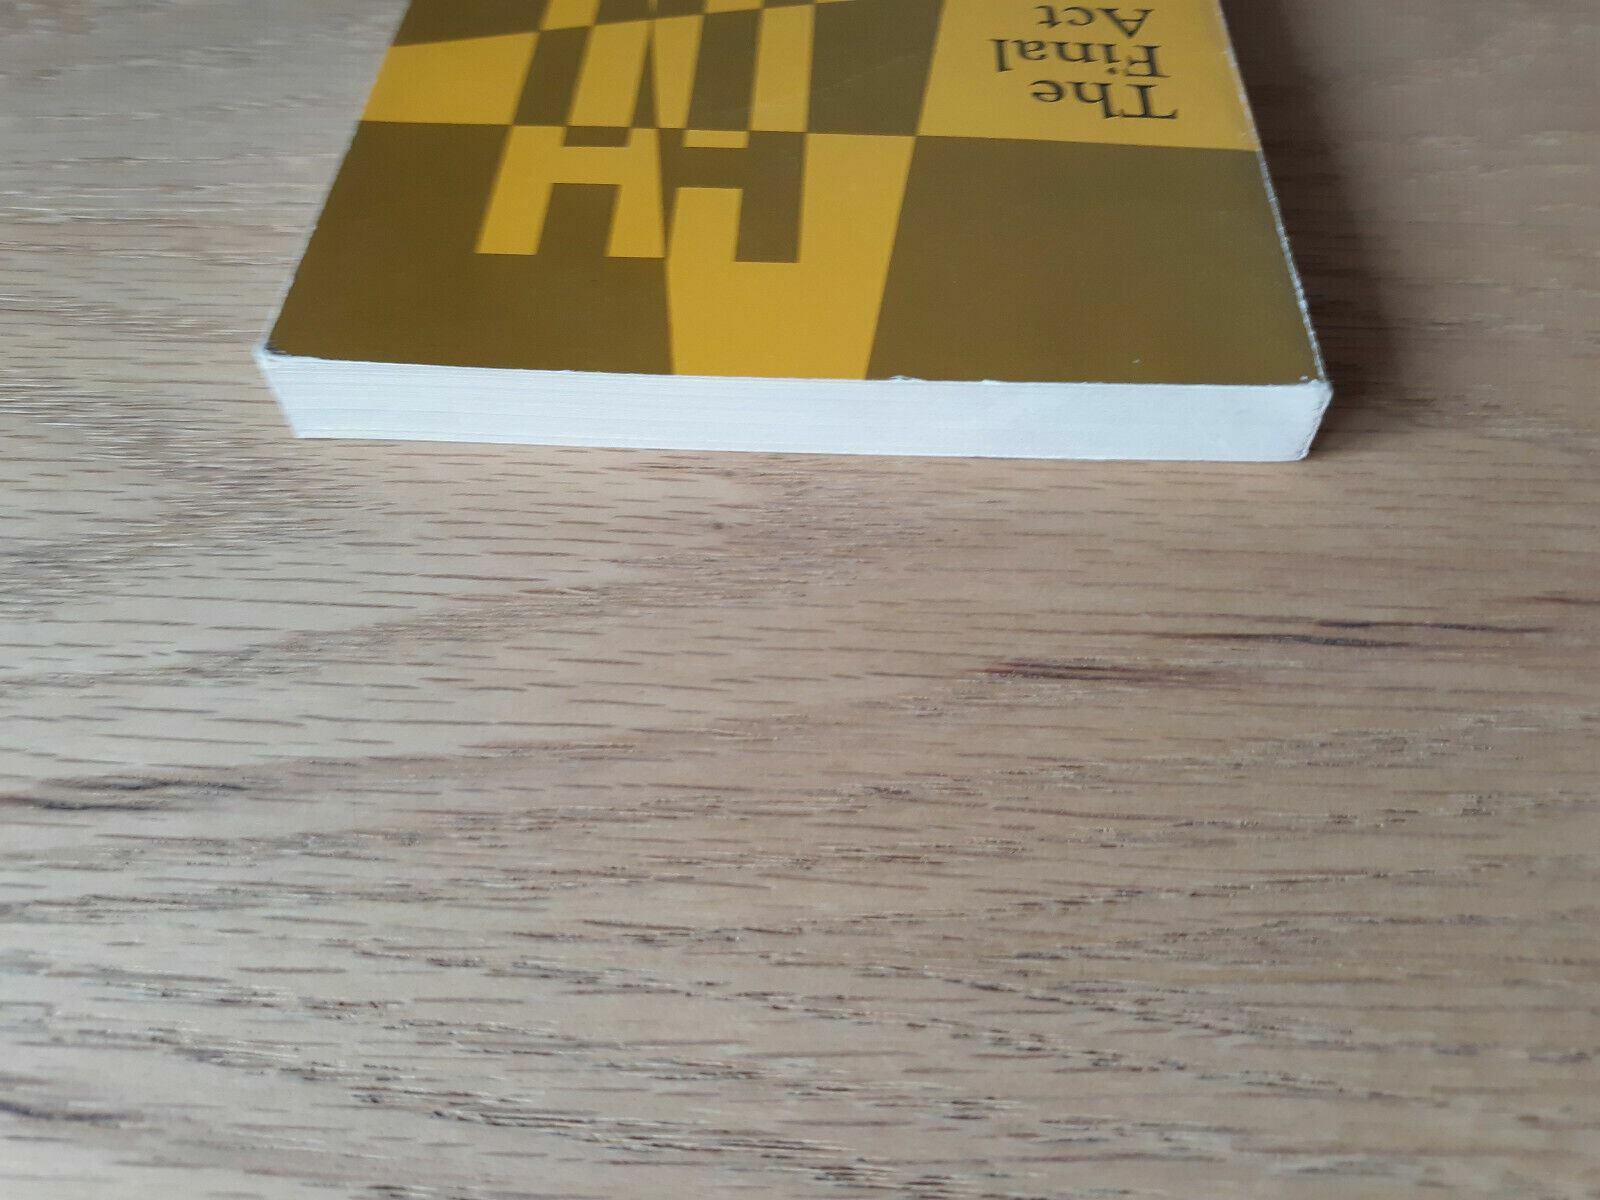 The
Final
Act